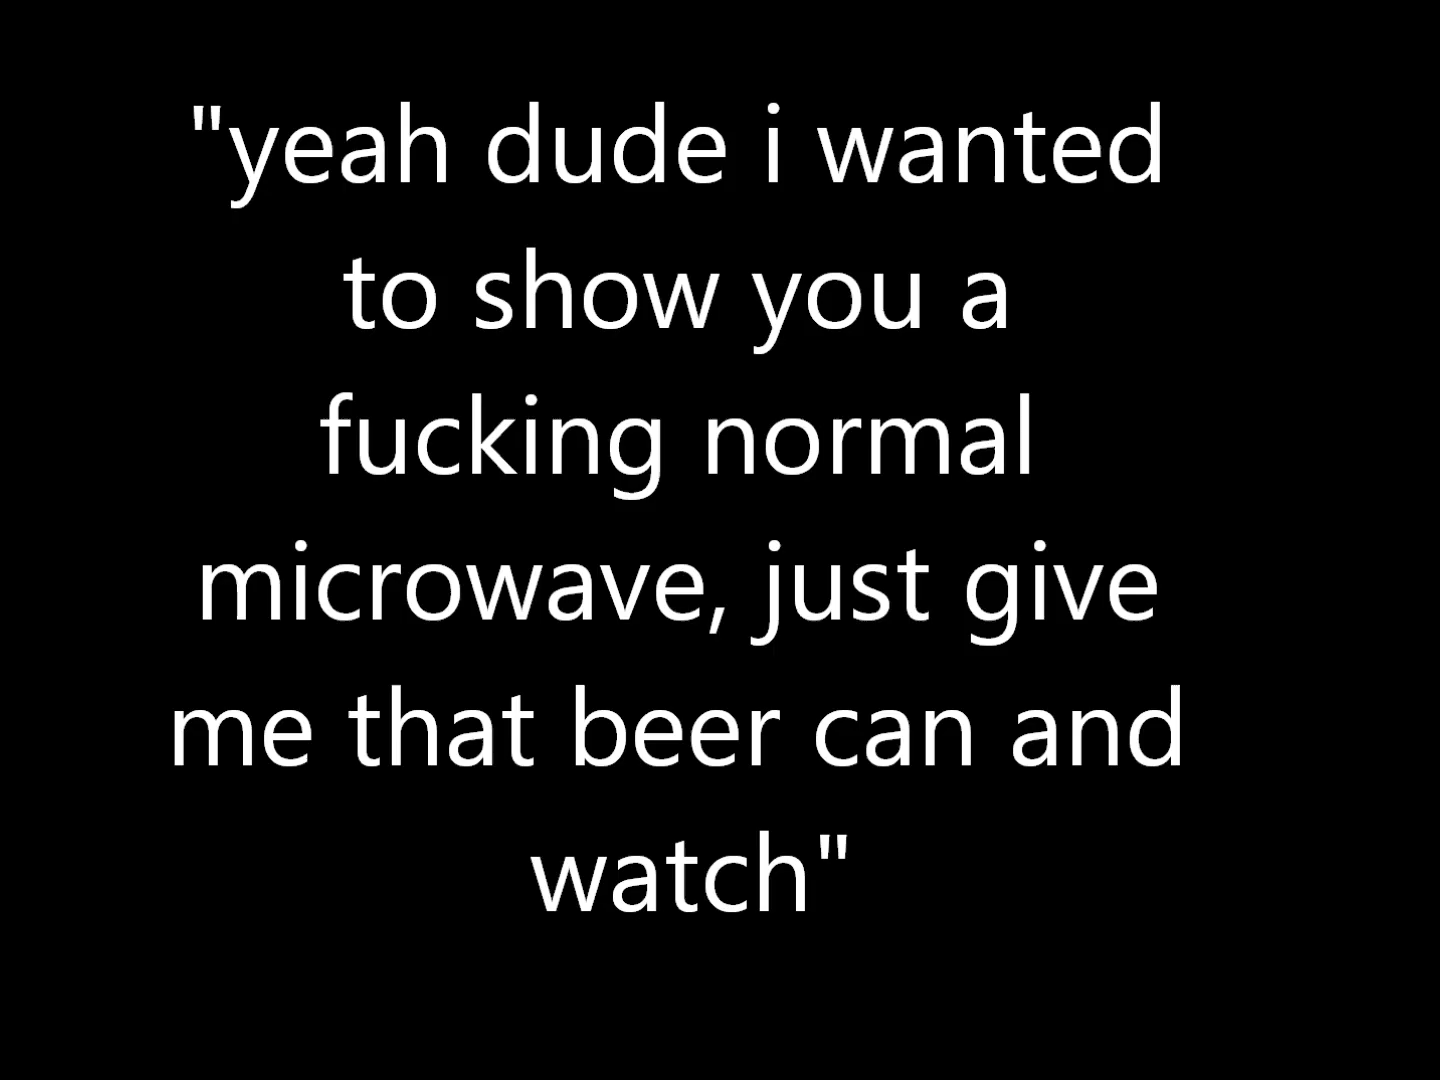 "yeah dude i wanted
to show you a
fucking normal
microwave, just give
me that beer can and
watch"